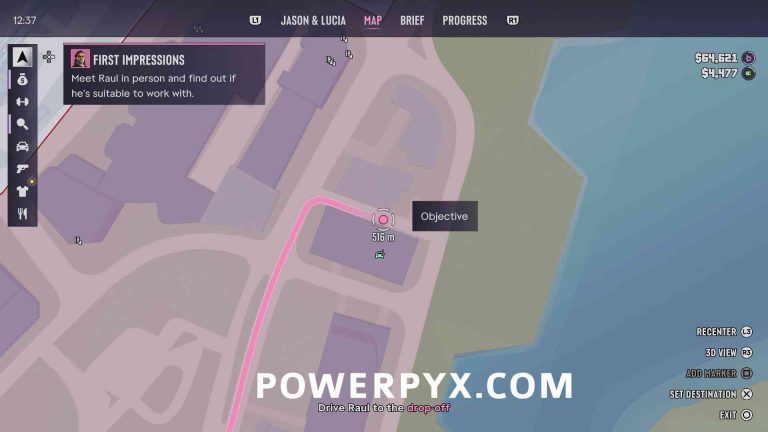 12:37
L1 JASON & LUCIA MAP BRIEF PROGRESS R1
FIRST IMPRESSIONS
Meet Raul in person and find out if
he's suitable to work with.
$64,621
$4,477
Objective
516 m
RECENTER L3
3D VIEW R3
ADD MARKER
SET DESTINATION
EXIT
POWERPYX.COM
Drive Raul to the drop off